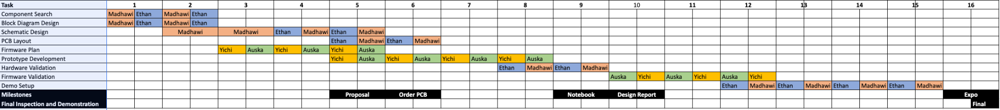 Task 1 2 3 4 5 6 7 8 9 10 11 12 13 14 15 16
Component Search Madhawi Ethan Madhawi Ethan
Block Diagram Design Madhawi Ethan Madhawi Ethan
Schematic Design Madhawi Madhawi Ethan Madhawi Ethan Madhawi
PCB Layout Ethan Madhawi Ethan Madhawi
Firmware Plan Yichi Auska Yichi Auska Yichi Auska
Prototype Development Yichi Auska Yichi Auska Yichi Auska Yichi Auska
Hardware Validation Ethan Madhawi Ethan Madhawi
Firmware Validation Auska Yichi Auska Yichi Auska Yichi
Demo Setup Ethan Madhawi Ethan Madhawi Ethan Madhawi Ethan Madhawi
Milestones Proposal Order PCB Notebook Design Report Expo
Final Inspection and Demonstration Final